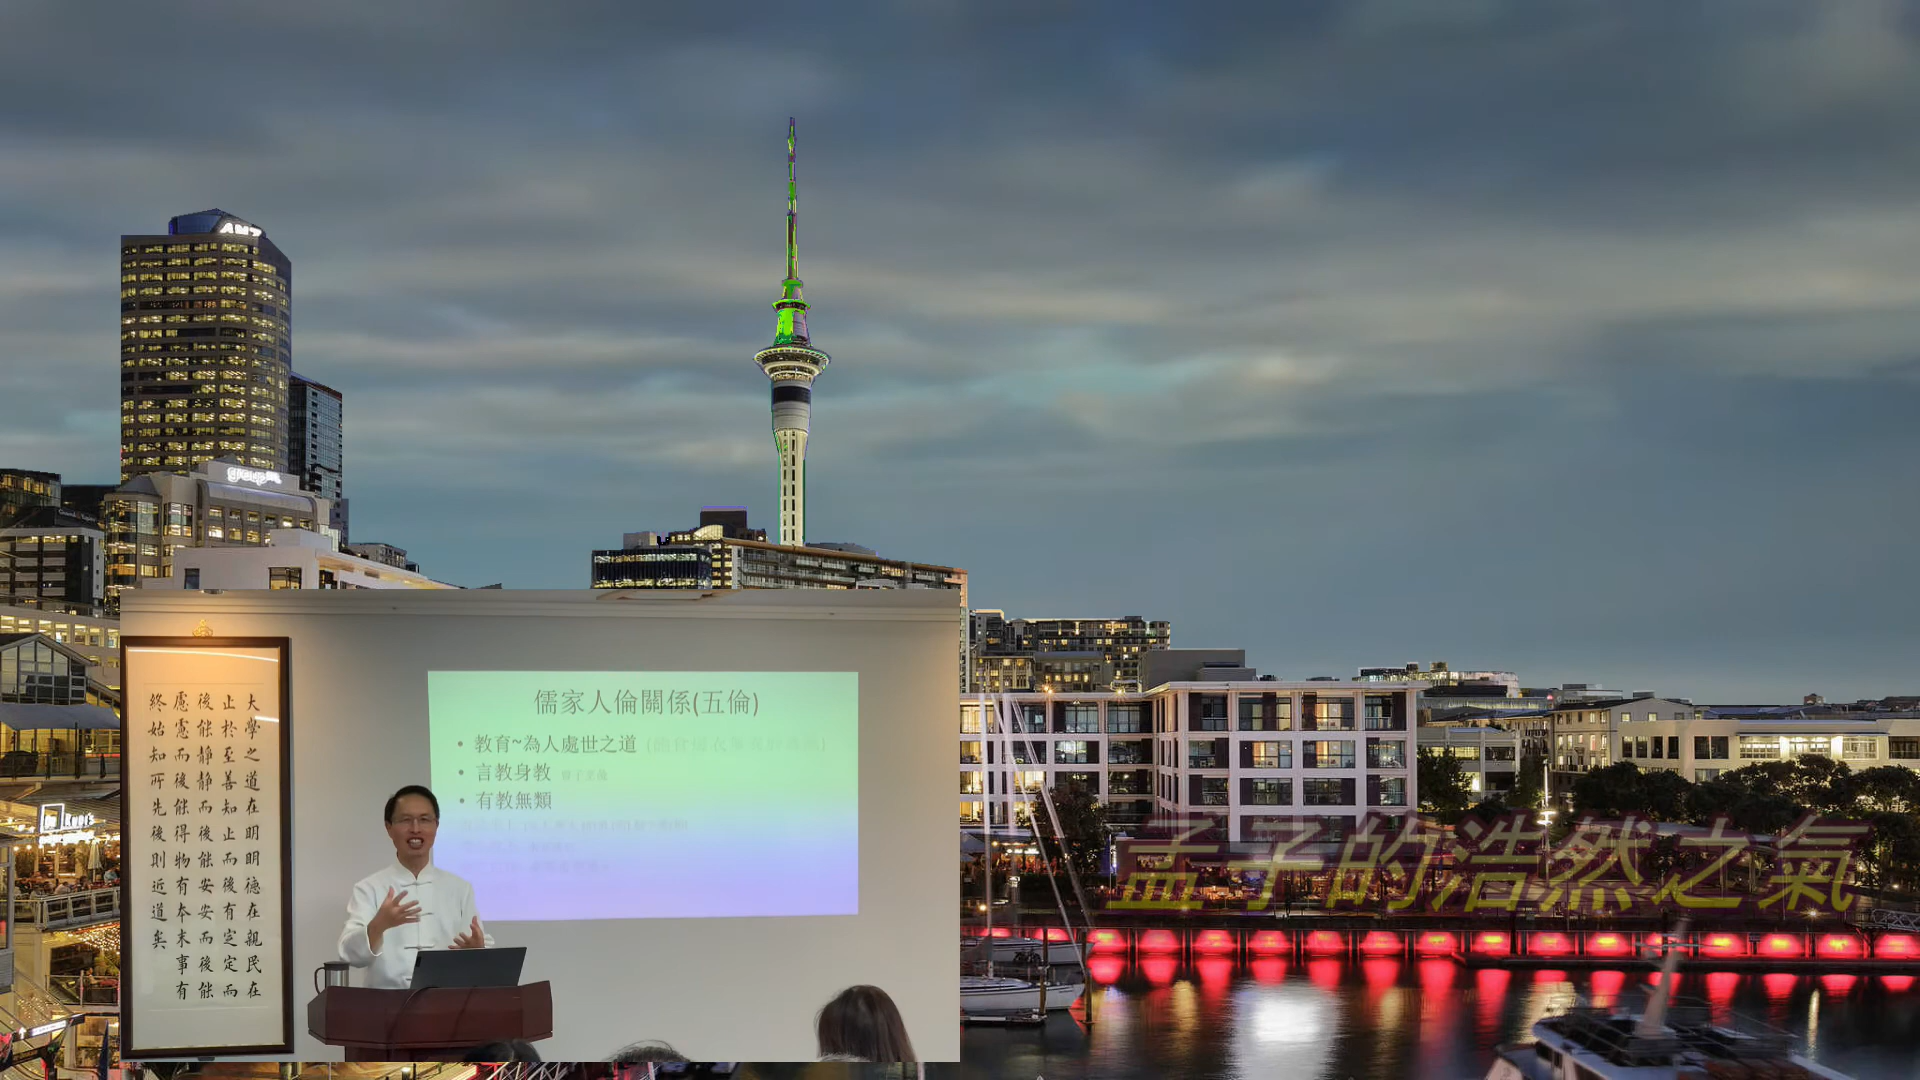 ANZ
group
大學之道在明明德在親民在
止於至善知止而後有定定而
後能靜靜而後能安安而後能
慮慮而後能得物有本末事有
終始知所先後則近道矣
儒家人倫關係(五倫)
• 教育~為人處世之道
• 言教身教
• 有教無類
孟子的浩然之氣